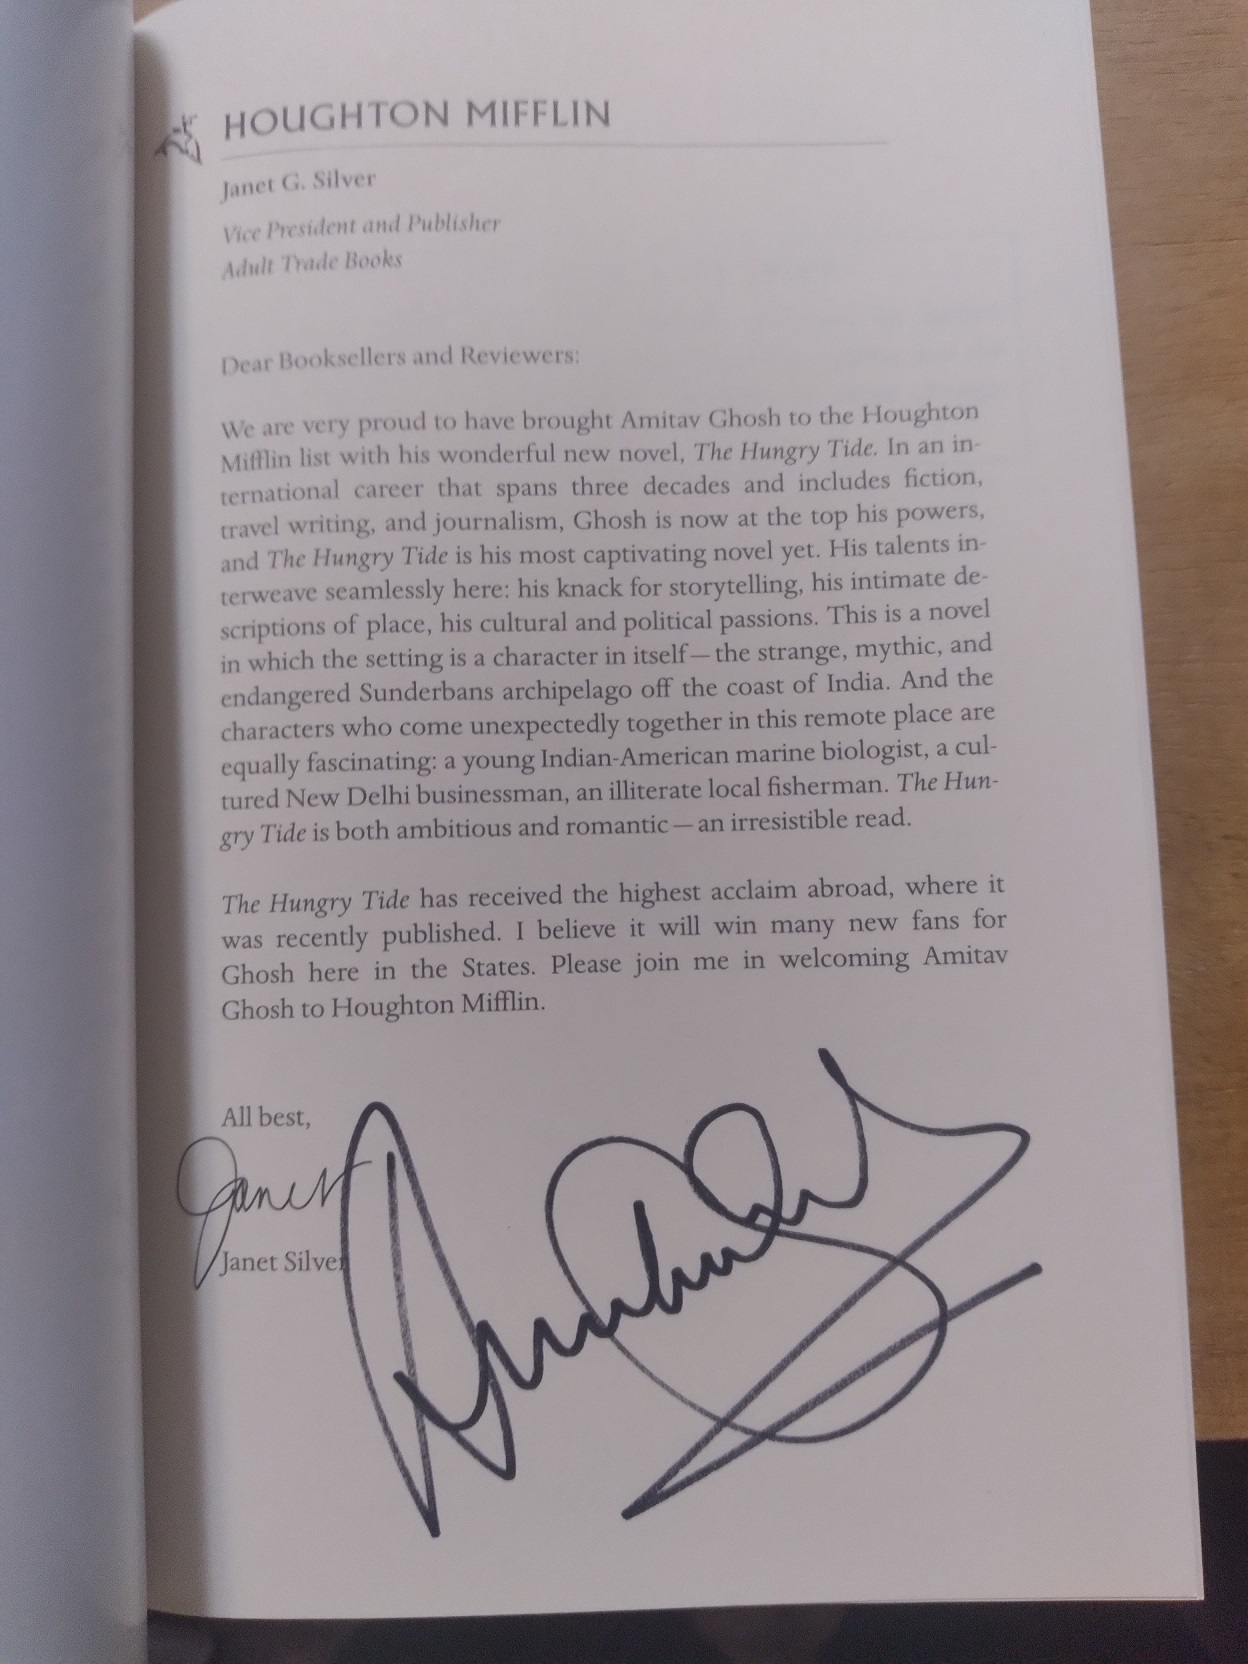 HOUGHTON MIFFLIN
Janet G. Silver
Vice President and Publisher
Adult Trade Books
Dear Booksellers and Reviewers:
We are very proud to have brought Amitav Ghosh to the Houghton
Mifflin list with his wonderful new novel, The Hungry Tide. In an in-
ternational career that spans three decades and includes fiction,
travel writing, and journalism, Ghosh is now at the top his powers,
and The Hungry Tide is his most captivating novel yet. His talents in-
terweave seamlessly here: his knack for storytelling, his intimate de-
scriptions of place, his cultural and political passions. This is a novel
in which the setting is a character in itself—the strange, mythic, and
endangered Sunderbans archipelago off the coast of India. And the
characters who come unexpectedly together in this remote place are
equally fascinating: a young Indian-American marine biologist, a cul-
tured New Delhi businessman, an illiterate local fisherman. The Hun-
gry Tide is both ambitious and romantic—an irresistible read.
The Hungry Tide has received the highest acclaim abroad, where it
was recently published. I believe it will win many new fans for
Ghosh here in the States. Please join me in welcoming Amitav
Ghosh to Houghton Mifflin.
All best,
Janet
Janet Silver